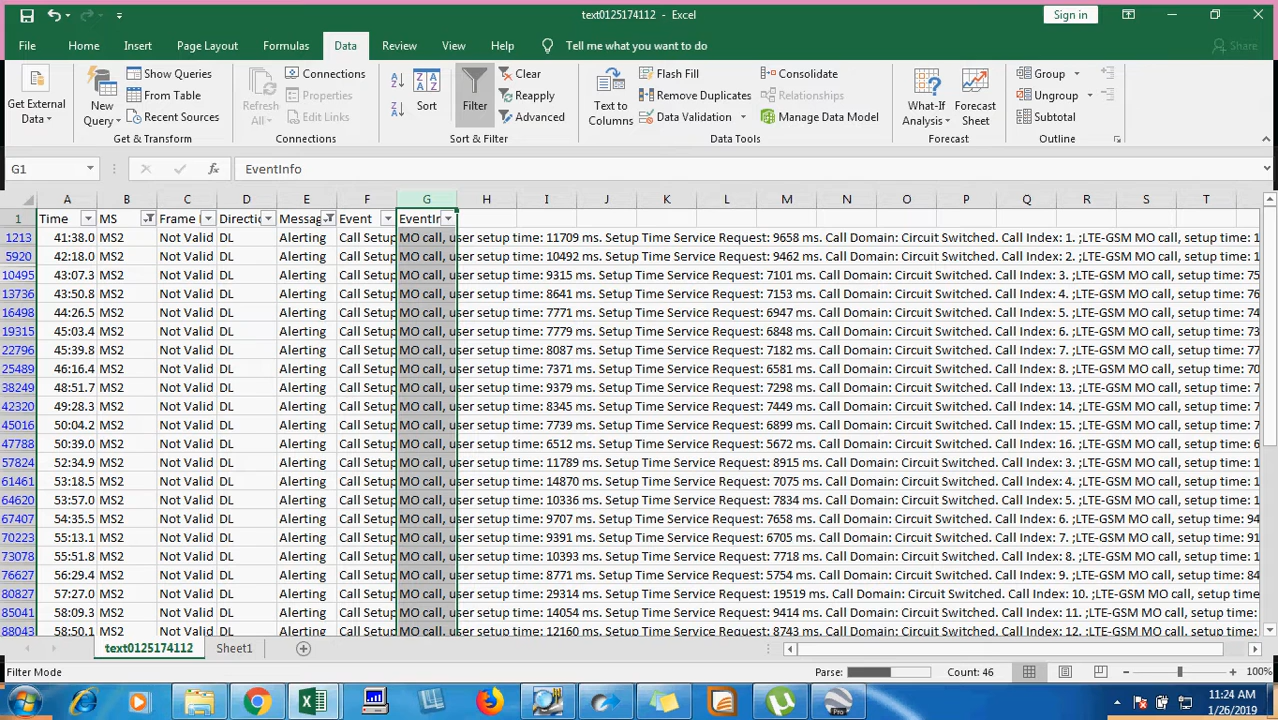 text0125174112 - Excel
Sign in
File Home Insert Page Layout Formulas Data Review View Help Tell me what you want to do Share
Get External Data
New Query
Show Queries
From Table
Recent Sources
Get & Transform
Refresh All
Connections
Properties
Edit Links
Connections
Sort
Filter
Clear
Reapply
Advanced
Sort & Filter
Text to Columns
Flash Fill
Remove Duplicates
Data Validation
Consolidate
Relationships
Manage Data Model
Data Tools
What-If Analysis
Forecast Sheet
Forecast
Group
Ungroup
Subtotal
Outline
G1 fx EventInfo
A B C D E F G H I J K L M N O P Q R S T
1 Time MS Frame Directio Messag Event EventIn
1213 41:38.0 MS2 Not Valid DL Alerting Call Setup MO call, user setup time: 11709 ms. Setup Time Service Request: 9658 ms. Call Domain: Circuit Switched. Call Index: 1. ;LTE-GSM MO call, setup time: 1
5920 42:18.0 MS2 Not Valid DL Alerting Call Setup MO call, user setup time: 10492 ms. Setup Time Service Request: 9462 ms. Call Domain: Circuit Switched. Call Index: 2. ;LTE-GSM MO call, setup time: 1
10495 43:07.3 MS2 Not Valid DL Alerting Call Setup MO call, user setup time: 9315 ms. Setup Time Service Request: 7101 ms. Call Domain: Circuit Switched. Call Index: 3. ;LTE-GSM MO call, setup time: 75
13736 43:50.8 MS2 Not Valid DL Alerting Call Setup MO call, user setup time: 8641 ms. Setup Time Service Request: 7153 ms. Call Domain: Circuit Switched. Call Index: 4. ;LTE-GSM MO call, setup time: 76
16498 44:26.5 MS2 Not Valid DL Alerting Call Setup MO call, user setup time: 7771 ms. Setup Time Service Request: 6947 ms. Call Domain: Circuit Switched. Call Index: 5. ;LTE-GSM MO call, setup time: 74
19315 45:03.4 MS2 Not Valid DL Alerting Call Setup MO call, user setup time: 7779 ms. Setup Time Service Request: 6848 ms. Call Domain: Circuit Switched. Call Index: 6. ;LTE-GSM MO call, setup time: 73
22796 45:39.8 MS2 Not Valid DL Alerting Call Setup MO call, user setup time: 8087 ms. Setup Time Service Request: 7182 ms. Call Domain: Circuit Switched. Call Index: 7. ;LTE-GSM MO call, setup time: 77
25489 46:16.4 MS2 Not Valid DL Alerting Call Setup MO call, user setup time: 7371 ms. Setup Time Service Request: 6581 ms. Call Domain: Circuit Switched. Call Index: 8. ;LTE-GSM MO call, setup time: 70
38249 48:51.7 MS2 Not Valid DL Alerting Call Setup MO call, user setup time: 9379 ms. Setup Time Service Request: 7298 ms. Call Domain: Circuit Switched. Call Index: 13. ;LTE-GSM MO call, setup time: 7
42320 49:28.3 MS2 Not Valid DL Alerting Call Setup MO call, user setup time: 8345 ms. Setup Time Service Request: 7449 ms. Call Domain: Circuit Switched. Call Index: 14. ;LTE-GSM MO call, setup time: 7
45016 50:04.2 MS2 Not Valid DL Alerting Call Setup MO call, user setup time: 7739 ms. Setup Time Service Request: 6899 ms. Call Domain: Circuit Switched. Call Index: 15. ;LTE-GSM MO call, setup time: 7
47788 50:39.0 MS2 Not Valid DL Alerting Call Setup MO call, user setup time: 6512 ms. Setup Time Service Request: 5672 ms. Call Domain: Circuit Switched. Call Index: 16. ;LTE-GSM MO call, setup time: 6
57824 52:34.9 MS2 Not Valid DL Alerting Call Setup MO call, user setup time: 11789 ms. Setup Time Service Request: 8915 ms. Call Domain: Circuit Switched. Call Index: 3. ;LTE-GSM MO call, setup time: 1
61461 53:18.5 MS2 Not Valid DL Alerting Call Setup MO call, user setup time: 14870 ms. Setup Time Service Request: 7075 ms. Call Domain: Circuit Switched. Call Index: 4. ;LTE-GSM MO call, setup time: 1
64620 53:57.0 MS2 Not Valid DL Alerting Call Setup MO call, user setup time: 10336 ms. Setup Time Service Request: 7834 ms. Call Domain: Circuit Switched. Call Index: 5. ;LTE-GSM MO call, setup time: 1
67407 54:35.5 MS2 Not Valid DL Alerting Call Setup MO call, user setup time: 9707 ms. Setup Time Service Request: 7658 ms. Call Domain: Circuit Switched. Call Index: 6. ;LTE-GSM MO call, setup time: 94
70223 55:13.1 MS2 Not Valid DL Alerting Call Setup MO call, user setup time: 9391 ms. Setup Time Service Request: 6705 ms. Call Domain: Circuit Switched. Call Index: 7. ;LTE-GSM MO call, setup time: 91
73078 55:51.8 MS2 Not Valid DL Alerting Call Setup MO call, user setup time: 10393 ms. Setup Time Service Request: 7718 ms. Call Domain: Circuit Switched. Call Index: 8. ;LTE-GSM MO call, setup time: 1
76627 56:29.4 MS2 Not Valid DL Alerting Call Setup MO call, user setup time: 8771 ms. Setup Time Service Request: 5754 ms. Call Domain: Circuit Switched. Call Index: 9. ;LTE-GSM MO call, setup time: 84
80827 57:27.0 MS2 Not Valid DL Alerting Call Setup MO call, user setup time: 29314 ms. Setup Time Service Request: 19519 ms. Call Domain: Circuit Switched. Call Index: 10. ;LTE-GSM MO call, setup time:
85041 58:09.3 MS2 Not Valid DL Alerting Call Setup MO call, user setup time: 14054 ms. Setup Time Service Request: 9414 ms. Call Domain: Circuit Switched. Call Index: 11. ;LTE-GSM MO call, setup time:
88043 58:50.1 MS2 Not Valid DL Alerting Call Setup MO call, user setup time: 12160 ms. Setup Time Service Request: 8743 ms. Call Domain: Circuit Switched. Call Index: 12. ;LTE-GSM MO call, setup time:
text0125174112 Sheet1
Filter Mode Parse: Count: 46 100%
Pro
11:24 AM
1/26/2019